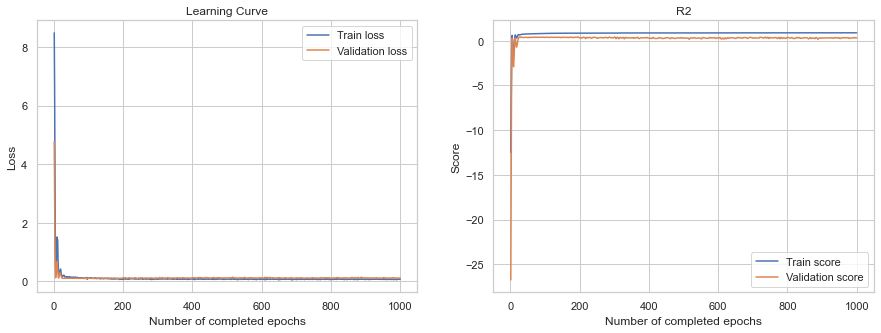 Learning Curve
Train loss
Validation loss
Loss
8
6
4
2
0
0 200 400 600 800 1000
Number of completed epochs
R2
Score
0
−5
−10
−15
−20
−25
Train score
Validation score
0 200 400 600 800 1000
Number of completed epochs